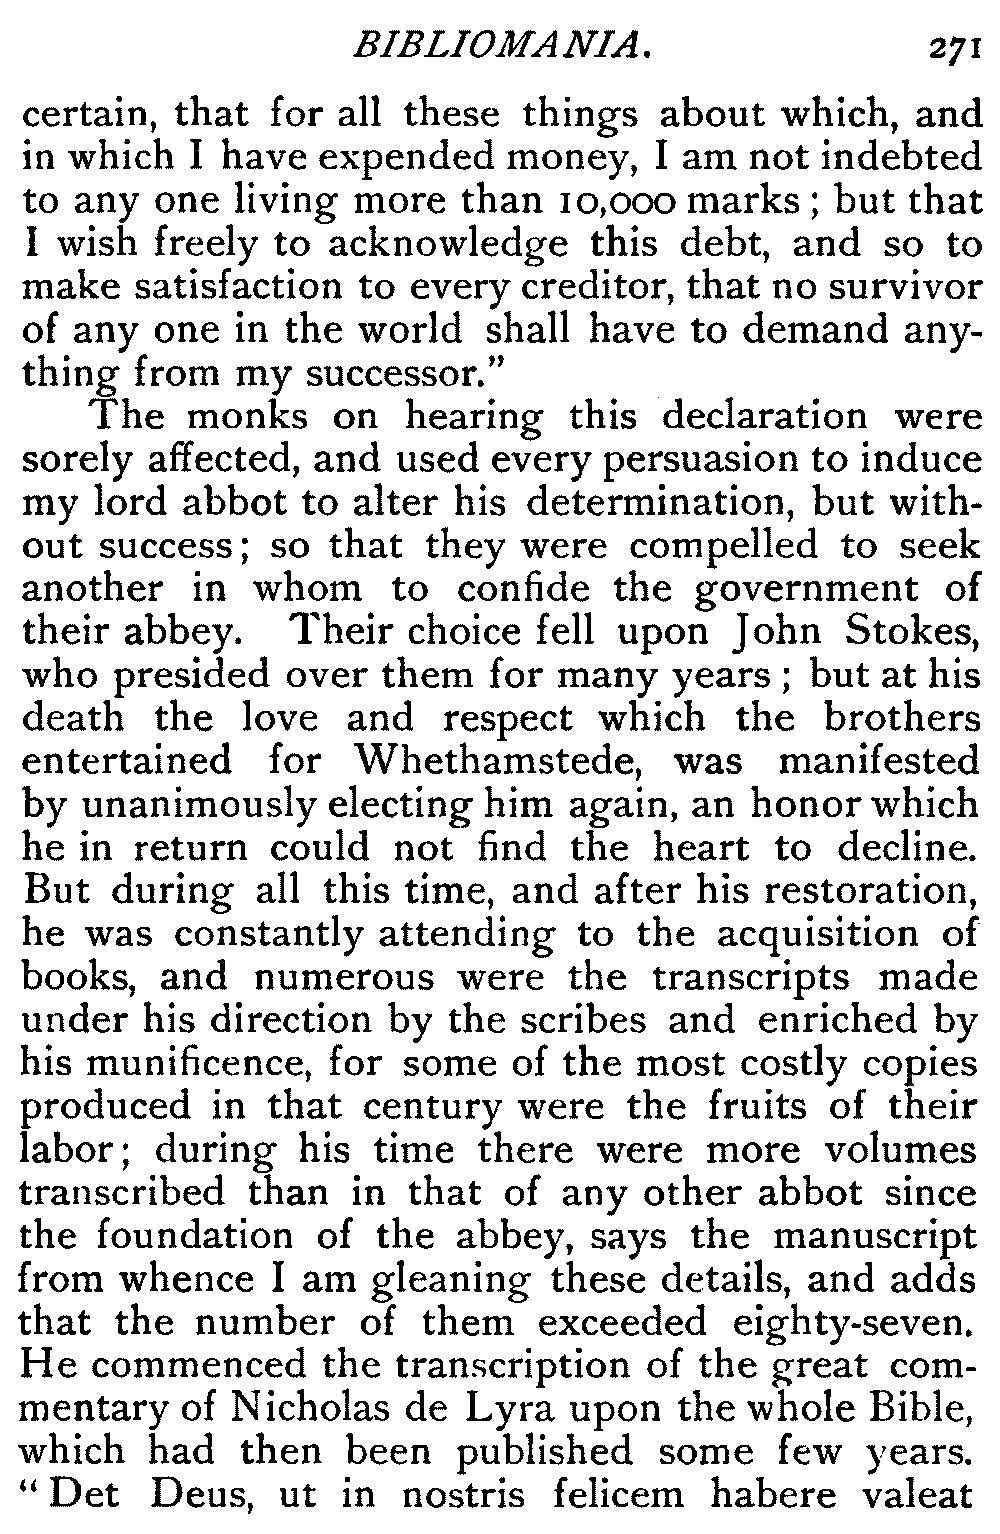 BIBLIOMANIA. 271
certain, that for all these things about which, and
in which I have expended money, I am not indebted
to any one living more than 10,000 marks ; but that
I wish freely to acknowledge this debt, and so to
make satisfaction to every creditor, that no survivor
of any one in the world shall have to demand any-
thing from my successor.”
The monks on hearing this declaration were
sorely affected, and used every persuasion to induce
my lord abbot to alter his determination, but with-
out success; so that they were compelled to seek
another in whom to confide the government of
their abbey. Their choice fell upon John Stokes,
who presided over them for many years ; but at his
death the love and respect which the brothers
entertained for Whethamstede, was manifested
by unanimously electing him again, an honor which
he in return could not find the heart to decline.
But during all this time, and after his restoration,
he was constantly attending to the acquisition of
books, and numerous were the transcripts made
under his direction by the scribes and enriched by
his munificence, for some of the most costly copies
produced in that century were the fruits of their
labor; during his time there were more volumes
transcribed than in that of any other abbot since
the foundation of the abbey, says the manuscript
from whence I am gleaning these details, and adds
that the number of them exceeded eighty-seven.
He commenced the transcription of the great com-
mentary of Nicholas de Lyra upon the whole Bible,
which had then been published some few years.
“ Det Deus, ut in nostris felicem habere valeat